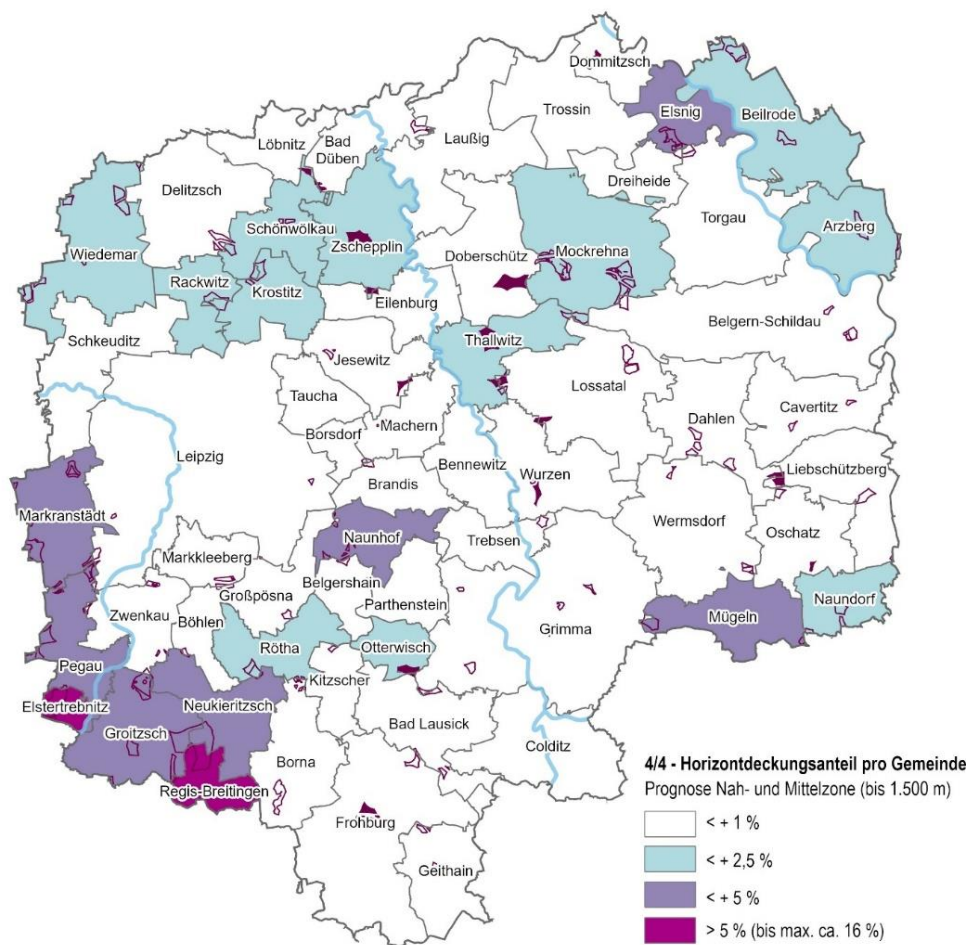 Dommitzsch
Trossin
Elsnig
Beilrode
Laußig
Bad
Düben
Löbnitz
Dreiheide
Delitzsch
Torgau
Arzberg
Schönwölkau
Zschepplin
Wiedemar
Mockrehna
Doberschütz
Rackwitz
Krostitz
Eilenburg
Belgern-Schildau
Schkeuditz
Thallwitz
Jesewitz
Lossatal
Taucha
Cavertitz
Dahlen
Machern
Borsdorf
Leipzig
Bennewitz
Wurzen
Liebschützberg
Brandis
Markranstädt
Wermsdorf
Oschatz
Naunhof
Trebsen
Markkleeberg
Belgershain
Großpösna
Parthenstein
Naundorf
Zwenkau
Böhlen
Mügeln
Grimma
Rötha
Otterwisch
Pegau
Kitzscher
Elstertrebnitz
Neukieritzsch
Groitzsch
Bad Lausick
Colditz
Borna
Regis-Breitingen
Frohburg
Geithain
4/4 - Horizontdeckungsanteil pro Gemeinde
Prognose Nah- und Mittelzone (bis 1.500 m)
< + 1 %
< + 2,5 %
< + 5 %
> 5 % (bis max. ca. 16 %)